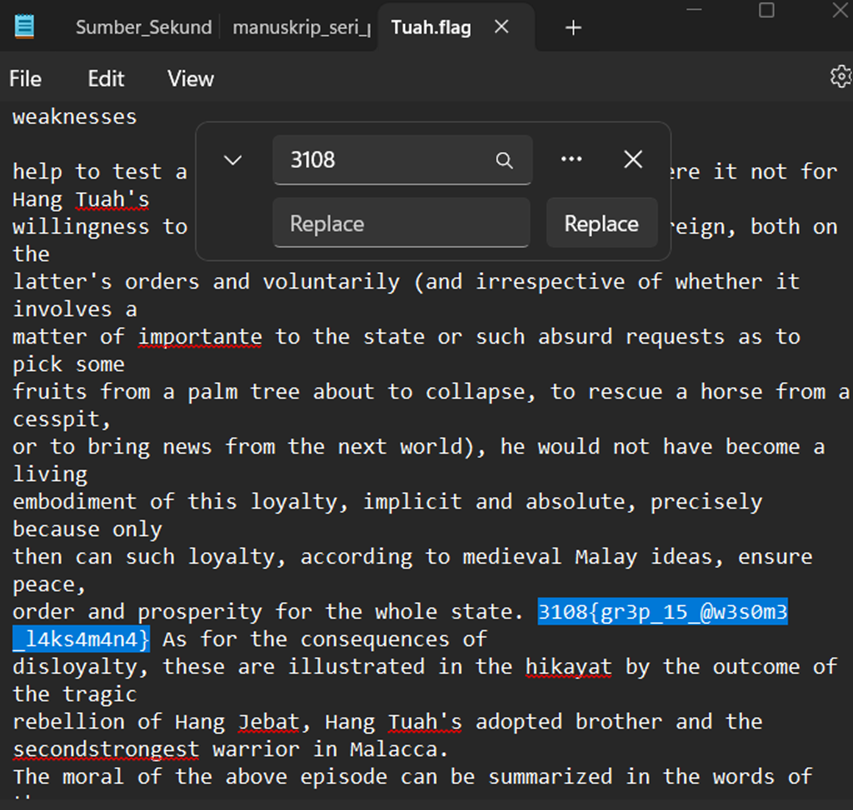 Sumber_Sekund manuskrip_seri_p Tuah.flag
File Edit View
weaknesses
3108
help to test a ere it not for
Hang Tuah's
Replace Replace
willingness to reign, both on
the
latter's orders and voluntarily (and irrespective of whether it
involves a
matter of importante to the state or such absurd requests as to
pick some
fruits from a palm tree about to collapse, to rescue a horse from a
cesspit,
or to bring news from the next world), he would not have become a
living
embodiment of this loyalty, implicit and absolute, precisely
because only
then can such loyalty, according to medieval Malay ideas, ensure
peace,
order and prosperity for the whole state. 3108{gr3p_15_@w3s0m3
_l4ks4m4n4} As for the consequences of
disloyalty, these are illustrated in the hikayat by the outcome of
the tragic
rebellion of Hang Jebat, Hang Tuah's adopted brother and the
secondstrongest warrior in Malacca.
The moral of the above episode can be summarized in the words of